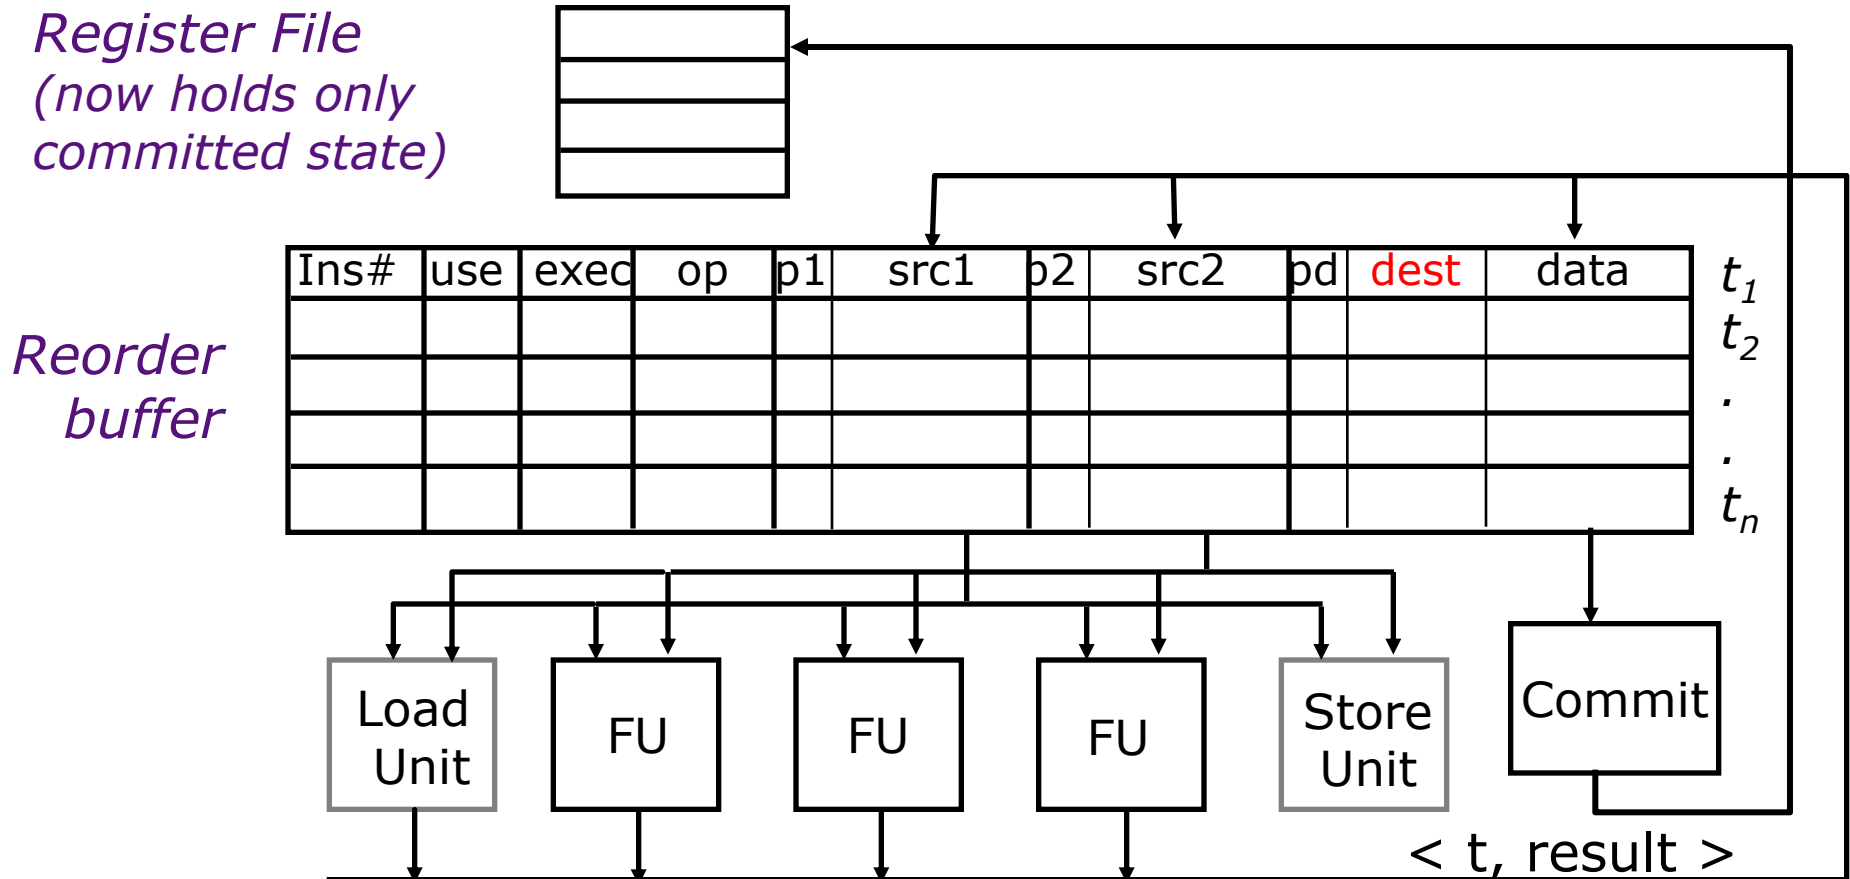 Register File
(now holds only
committed state)
Ins# use exec op p1 src1 p2 src2 pd dest data t1
t2
.
.
tn
Reorder
buffer
Load
Unit
FU
FU
FU
Store
Unit
Commit
< t, result >